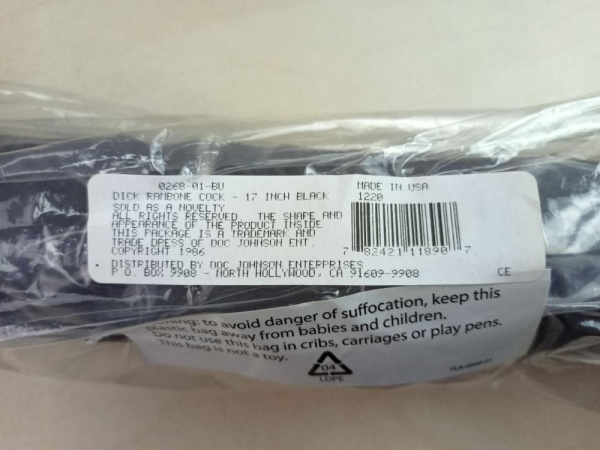 0268-01-BU
DICK RAMBONE COCK - 17 INCH BLACK
SOLD AS A NOVELTY
ALL RIGHTS RESERVED. THE SHAPE AND
APPEARANCE OF THE PRODUCT INSIDE
THIS PACKAGE IS A TRADEMARK AND
TRADE DRESS OF DOC JOHNSON ENT.
COPYRIGHT 1986
MADE IN USA
1220
7 82421 11890 7
DISTRIBUTED BY DOC JOHNSON ENTERPRISES
P.O. BOX 9908 - NORTH HOLLYWOOD, CA 91609-9908
CE
to avoid danger of suffocation, keep this
plastic bag away from babies and children.
Do not use this bag in cribs, carriages or play pens.
This bag is not a toy.
04
LDPE